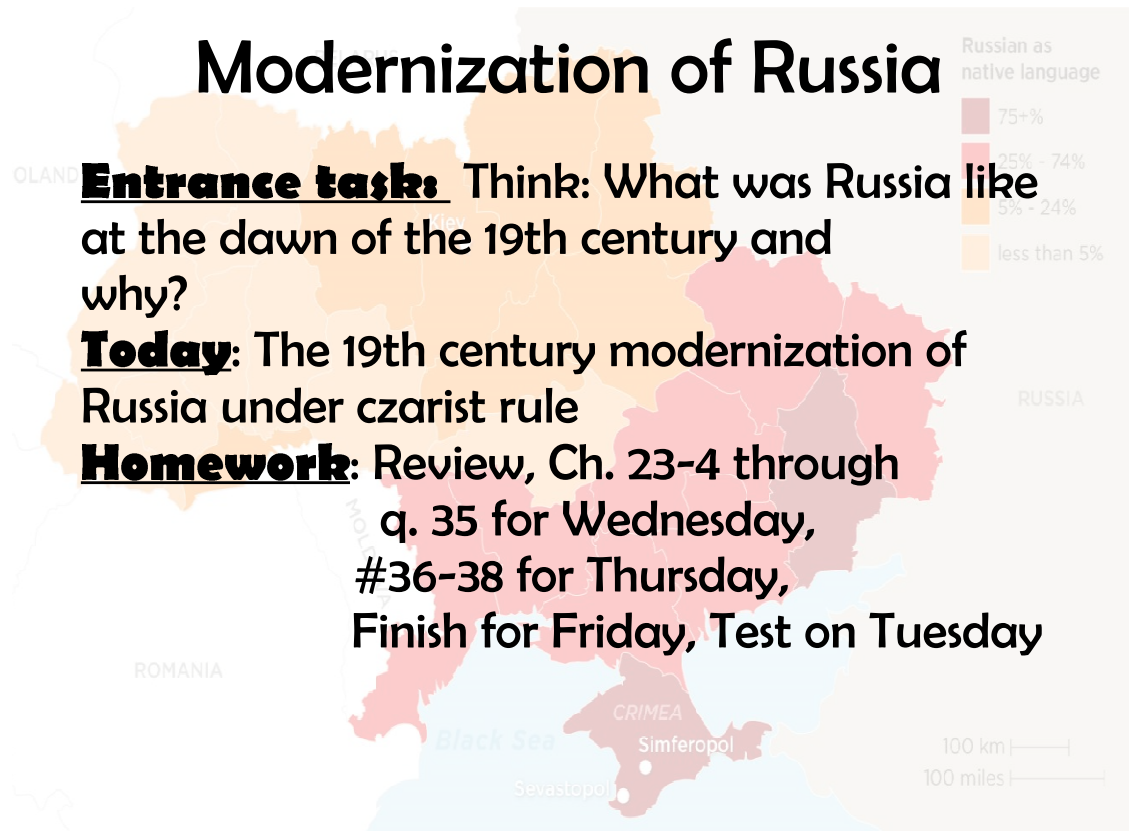 Modernization of Russia
Entrance task: Think: What was Russia like
at the dawn of the 19th century and
why?
Today: The 19th century modernization of
Russia under czarist rule
Homework: Review, Ch. 23-4 through
q. 35 for Wednesday,
#36-38 for Thursday,
Finish for Friday, Test on Tuesday
BELARUS
Russian as
native language
75+%
25% - 74%
5% - 24%
less than 5%
OLAND
Kiev
RUSSIA
ROMANIA
CRIMEA
Simferopol
Black Sea
Sevastopol
100 km
100 miles